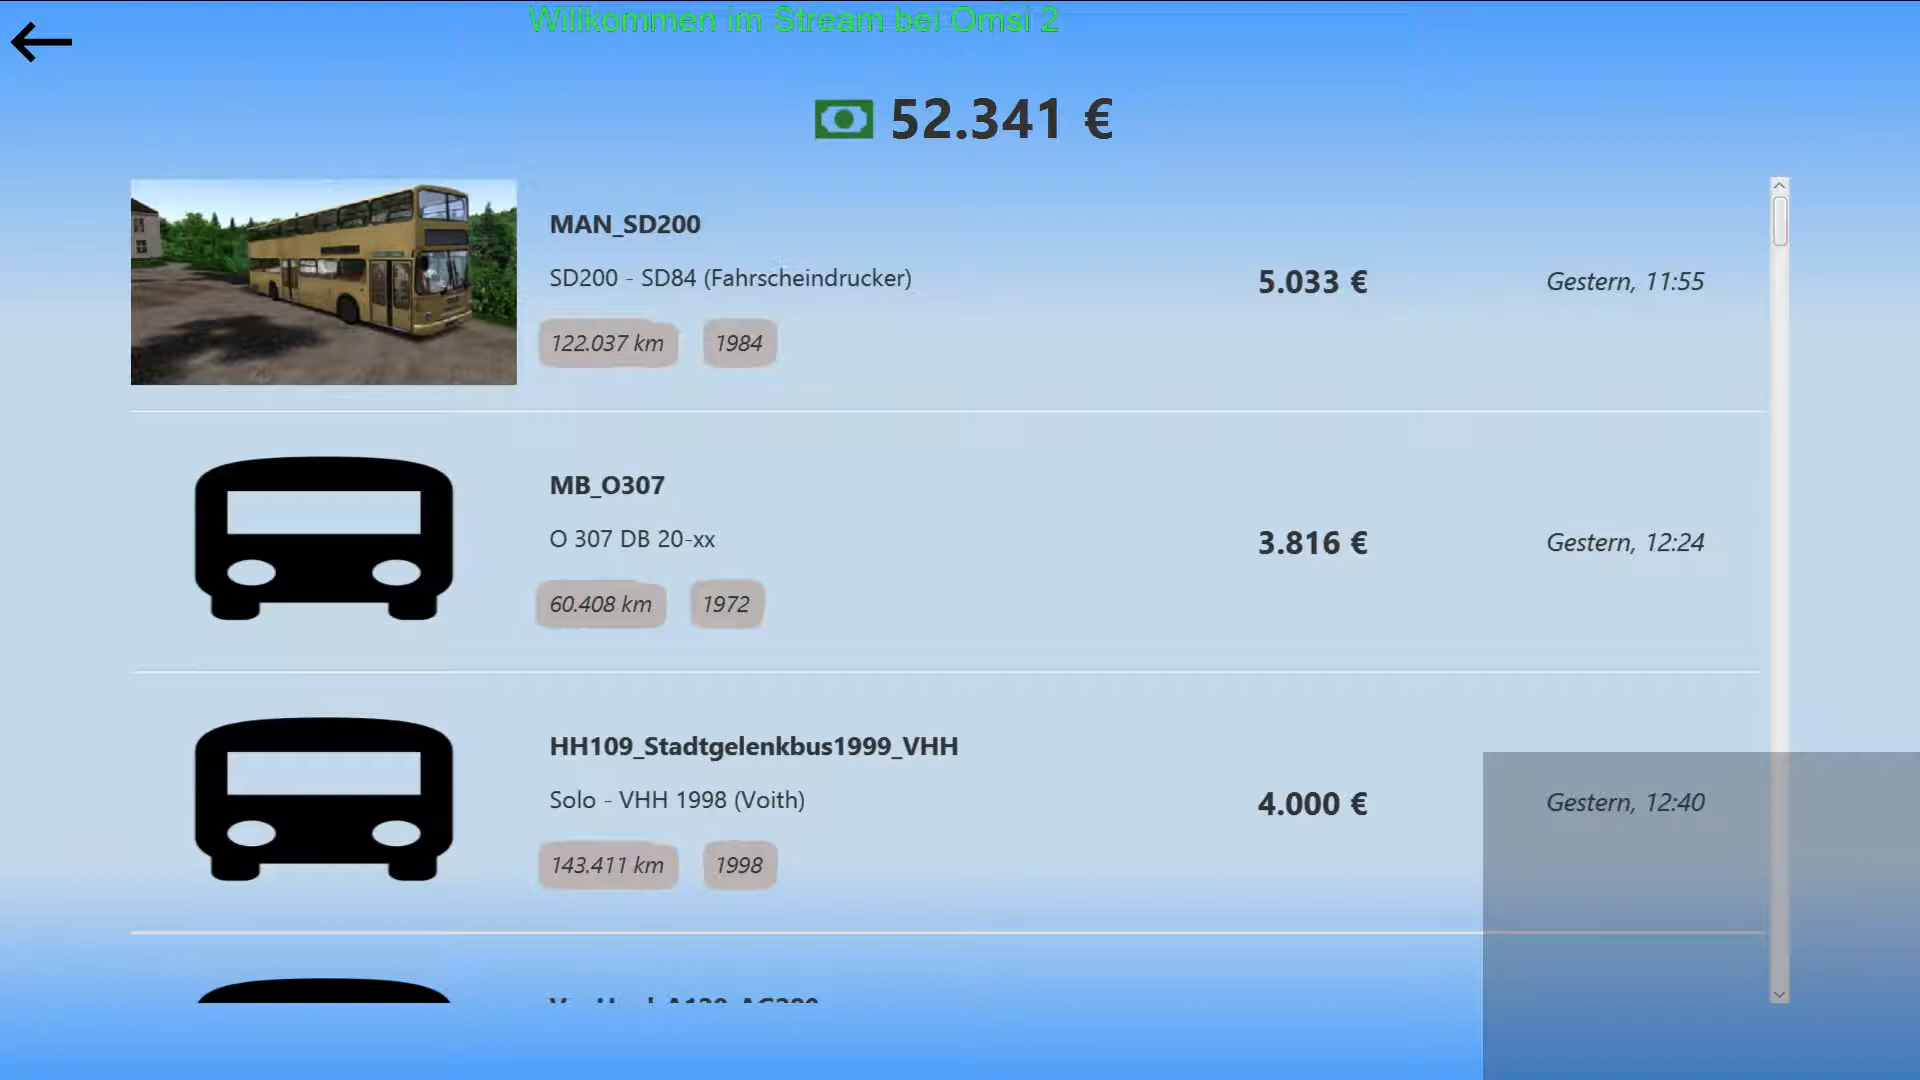 Willkommen im Stream bei Omsi 2
52.341 €
MAN_SD200
SD200 - SD84 (Fahrscheindrucker)
5.033 €
Gestern, 11:55
122.037 km
1984
MB_O307
O 307 DB 20-xx
3.816 €
Gestern, 12:24
60.408 km
1972
HH109_Stadtgelenkbus1999_VHH
Solo - VHH 1998 (Voith)
4.000 €
Gestern, 12:40
143.411 km
1998